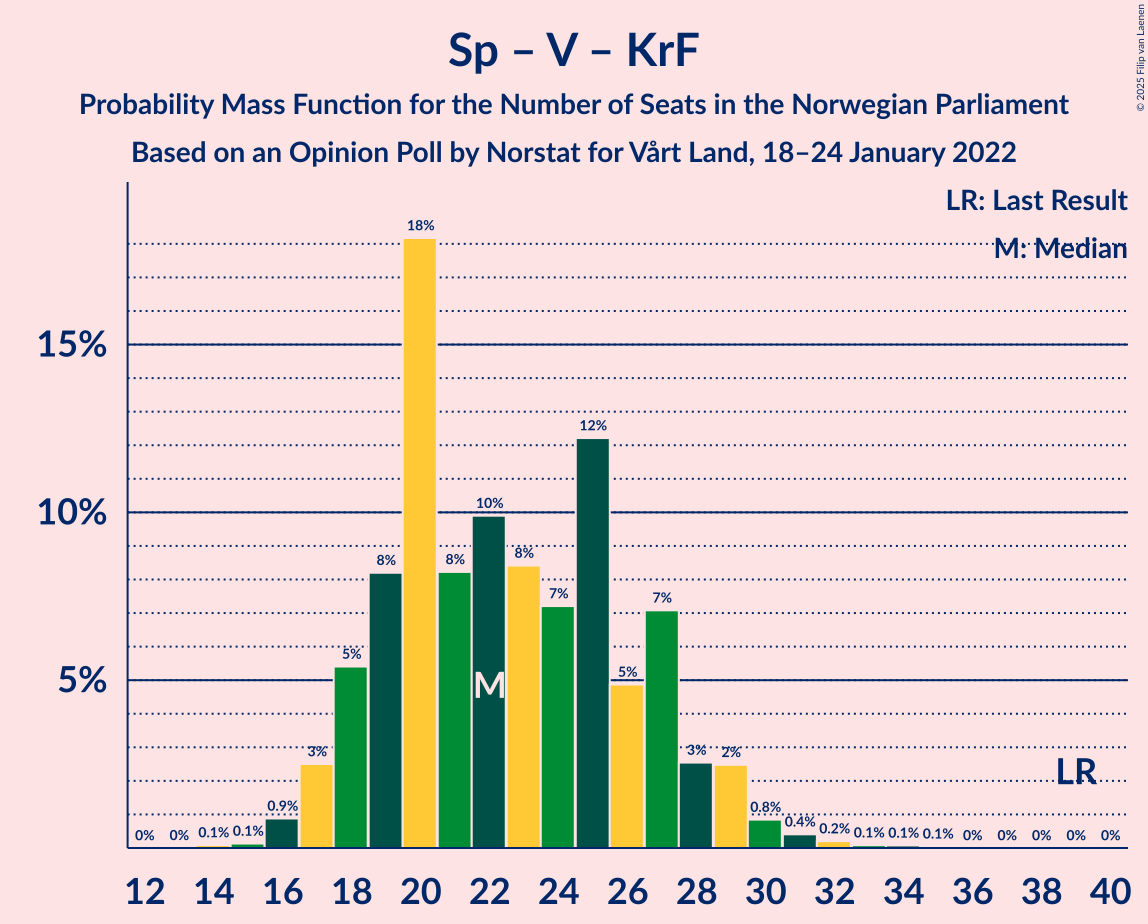 Sp – V – KrF
Probability Mass Function for the Number of Seats in the Norwegian Parliament
Based on an Opinion Poll by Norstat for Vårt Land, 18–24 January 2022
© 2025 Filip van Laenen
LR: Last Result
M: Median
15%
10%
5%
0% 0% 0.1% 0.1% 0.9% 3% 5% 8% 18% 8% 10% 8% 7% 12% 5% 7% 3% 2% 0.8% 0.4% 0.2% 0.1% 0.1% 0.1% 0% 0% 0% 0% 0%
M
LR
12 14 16 18 20 22 24 26 28 30 32 34 36 38 40